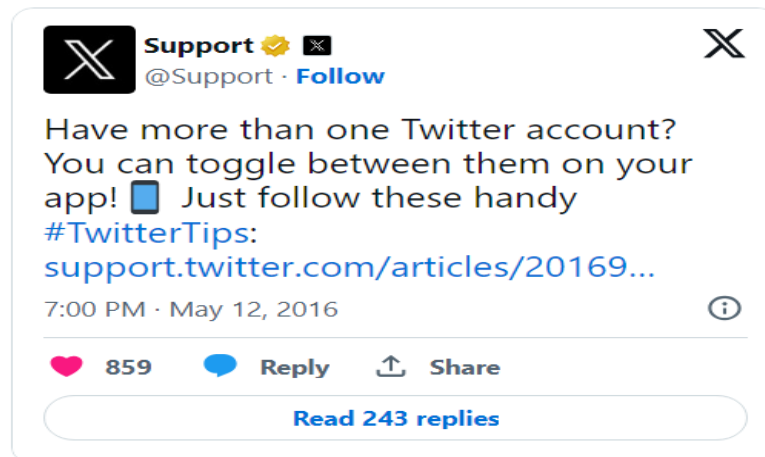 Support
@Support · Follow
Have more than one Twitter account?
You can toggle between them on your
app! 📱 Just follow these handy
#TwitterTips:
support.twitter.com/articles/20169...
7:00 PM · May 12, 2016
859 Reply Share
Read 243 replies